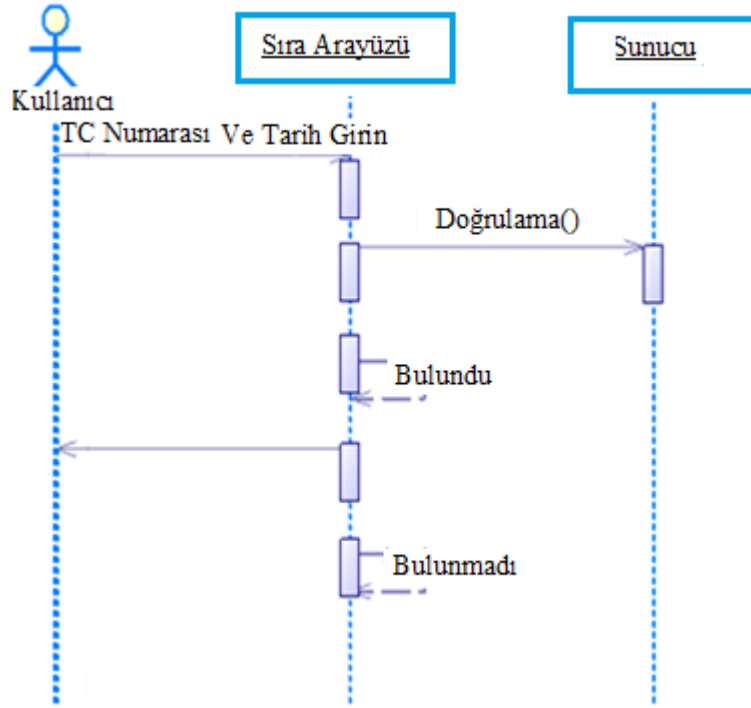 Sıra Arayüzü
Sunucu
Kullanıcı
TC Numarası Ve Tarih Girin
Doğrulama()
Bulundu
Bulunmadı